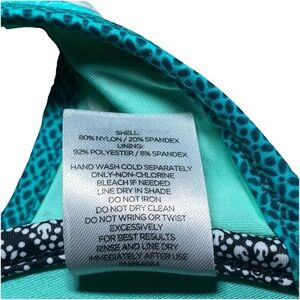 SHELL:
80% NYLON / 20% SPANDEX
LINING:
92% POLYESTER / 8% SPANDEX
HAND WASH COLD SEPARATELY
ONLY-NON-CHLORINE
BLEACH IF NEEDED
LINE DRY IN SHADE
DO NOT IRON
DO NOT DRY CLEAN
DO NOT WRING OR TWIST
EXCESSIVELY
FOR BEST RESULTS
RINSE AND LINE DRY
IMMEDIATELY AFTER USE